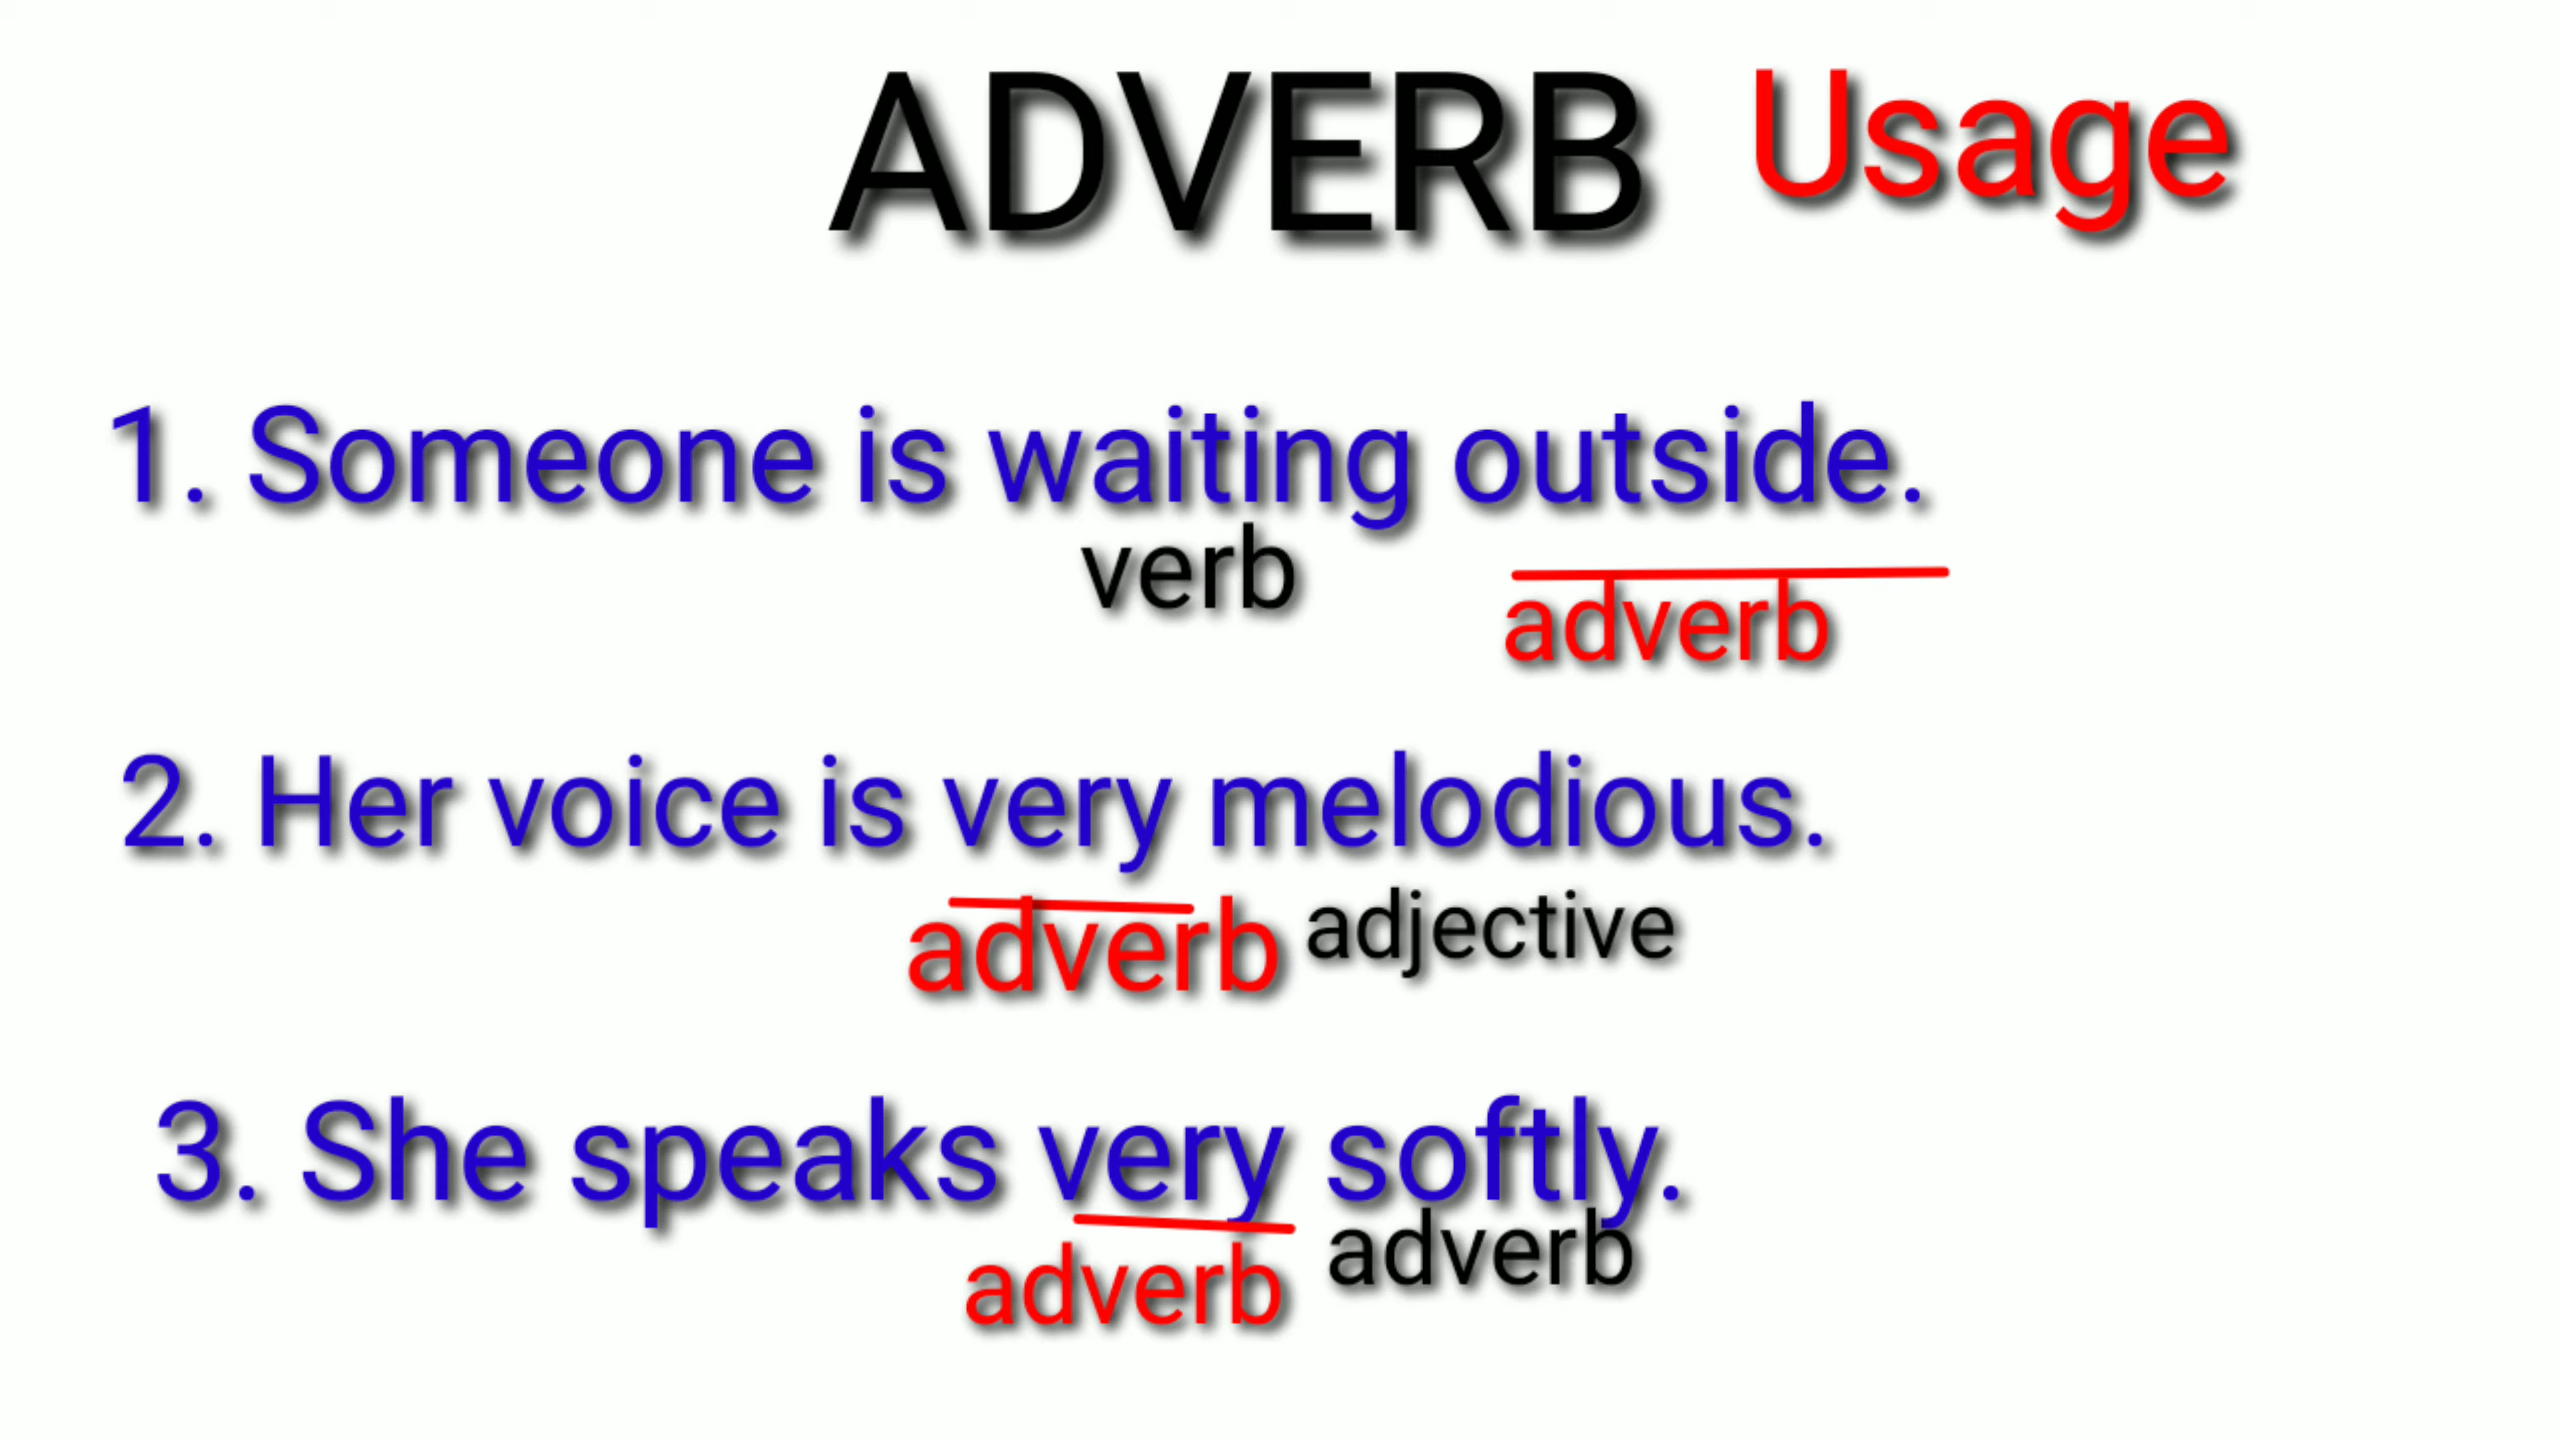 ADVERB Usage
1. Someone is waiting outside.
verb adverb
2. Her voice is very melodious.
adverb adjective
3. She speaks very softly.
adverb adverb